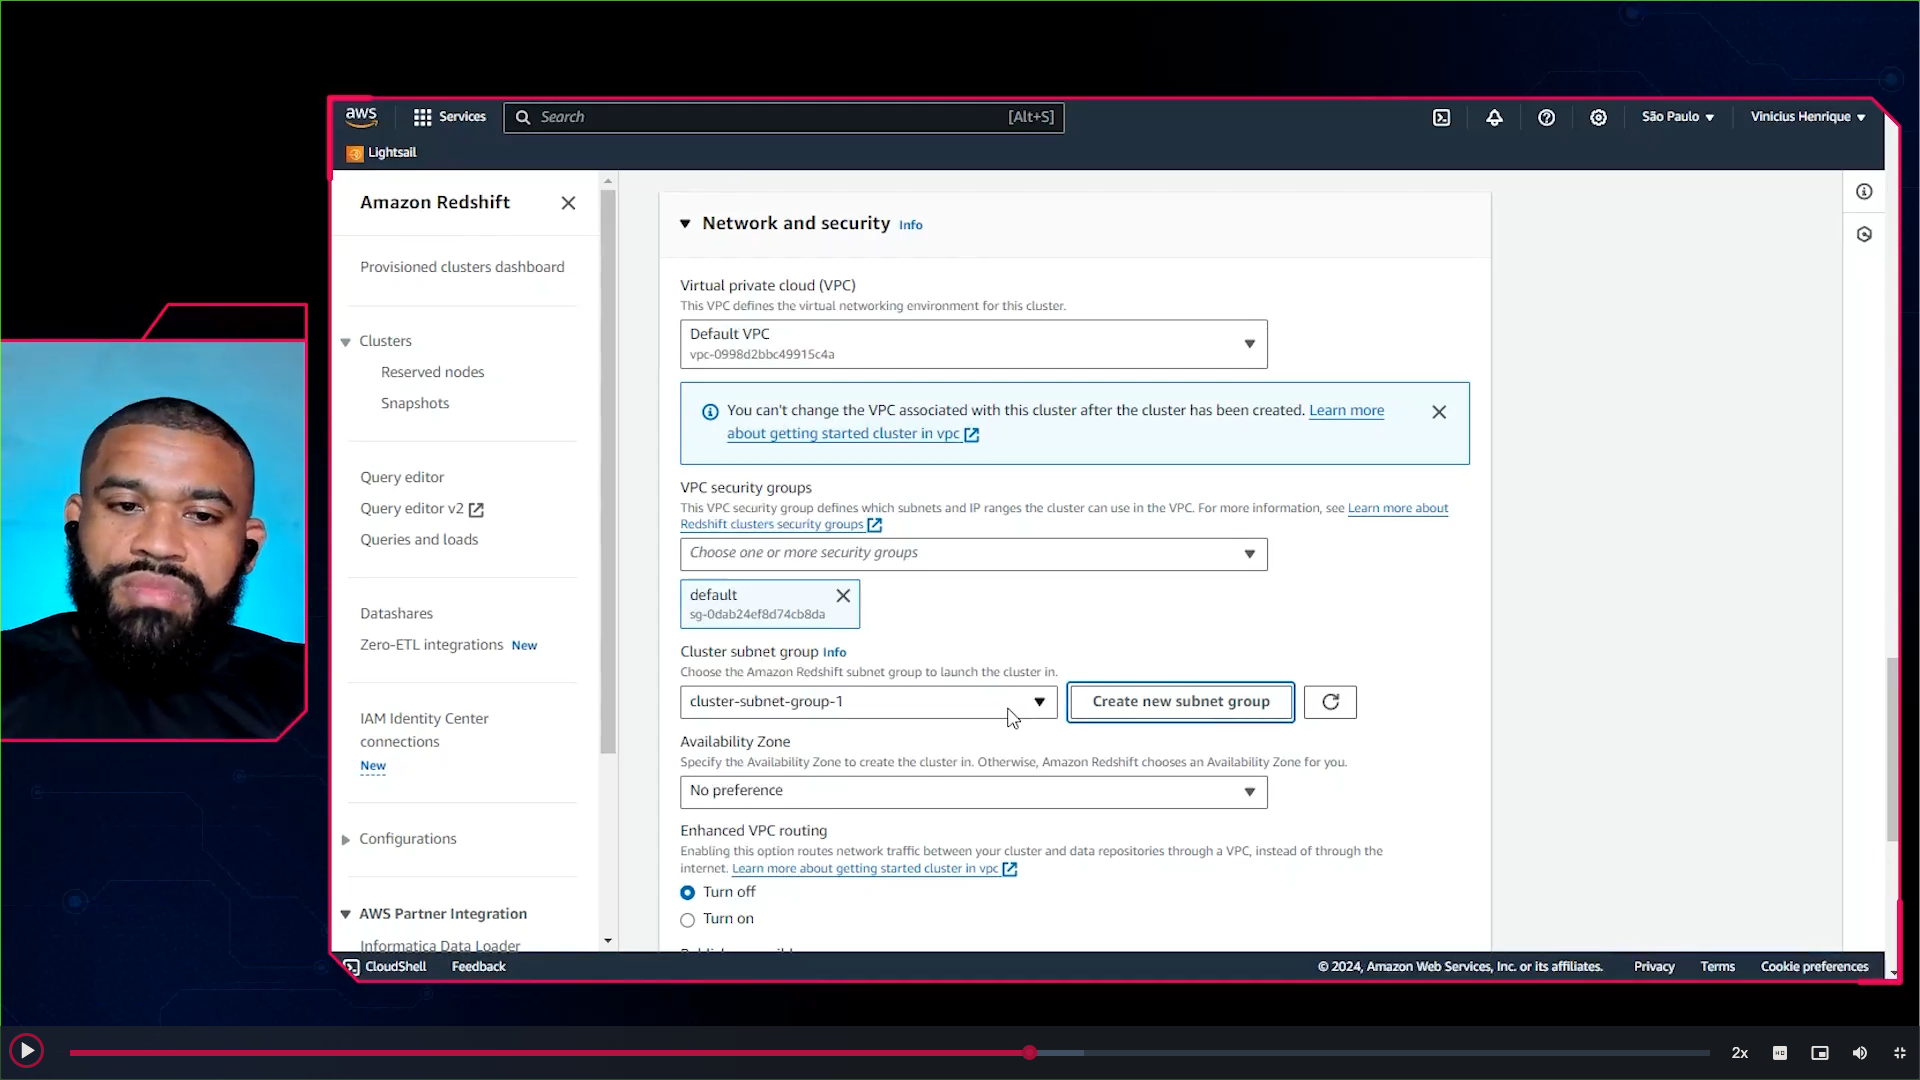 aws
Services
Search
[Alt+S]
São Paulo
Vinicius Henrique
Lightsail
Amazon Redshift
Provisioned clusters dashboard
Clusters
Reserved nodes
Snapshots
Query editor
Query editor v2
Queries and loads
Datashares
Zero-ETL integrations New
IAM Identity Center
connections
New
Configurations
AWS Partner Integration
Informatica Data Loader
Network and security Info
Virtual private cloud (VPC)
This VPC defines the virtual networking environment for this cluster.
Default VPC
vpc-0998d2bbc49915c4a
You can't change the VPC associated with this cluster after the cluster has been created. Learn more
about getting started cluster in vpc
VPC security groups
This VPC security group defines which subnets and IP ranges the cluster can use in the VPC. For more information, see Learn more about
Redshift clusters security groups
Choose one or more security groups
default
sg-0dab24ef8d74cb8da
Cluster subnet group Info
Choose the Amazon Redshift subnet group to launch the cluster in.
cluster-subnet-group-1
Create new subnet group
Availability Zone
Specify the Availability Zone to create the cluster in. Otherwise, Amazon Redshift chooses an Availability Zone for you.
No preference
Enhanced VPC routing
Enabling this option routes network traffic between your cluster and data repositories through a VPC, instead of through the
internet. Learn more about getting started cluster in vpc
Turn off
Turn on
CloudShell
Feedback
© 2024, Amazon Web Services, Inc. or its affiliates.
Privacy
Terms
Cookie preferences
2x